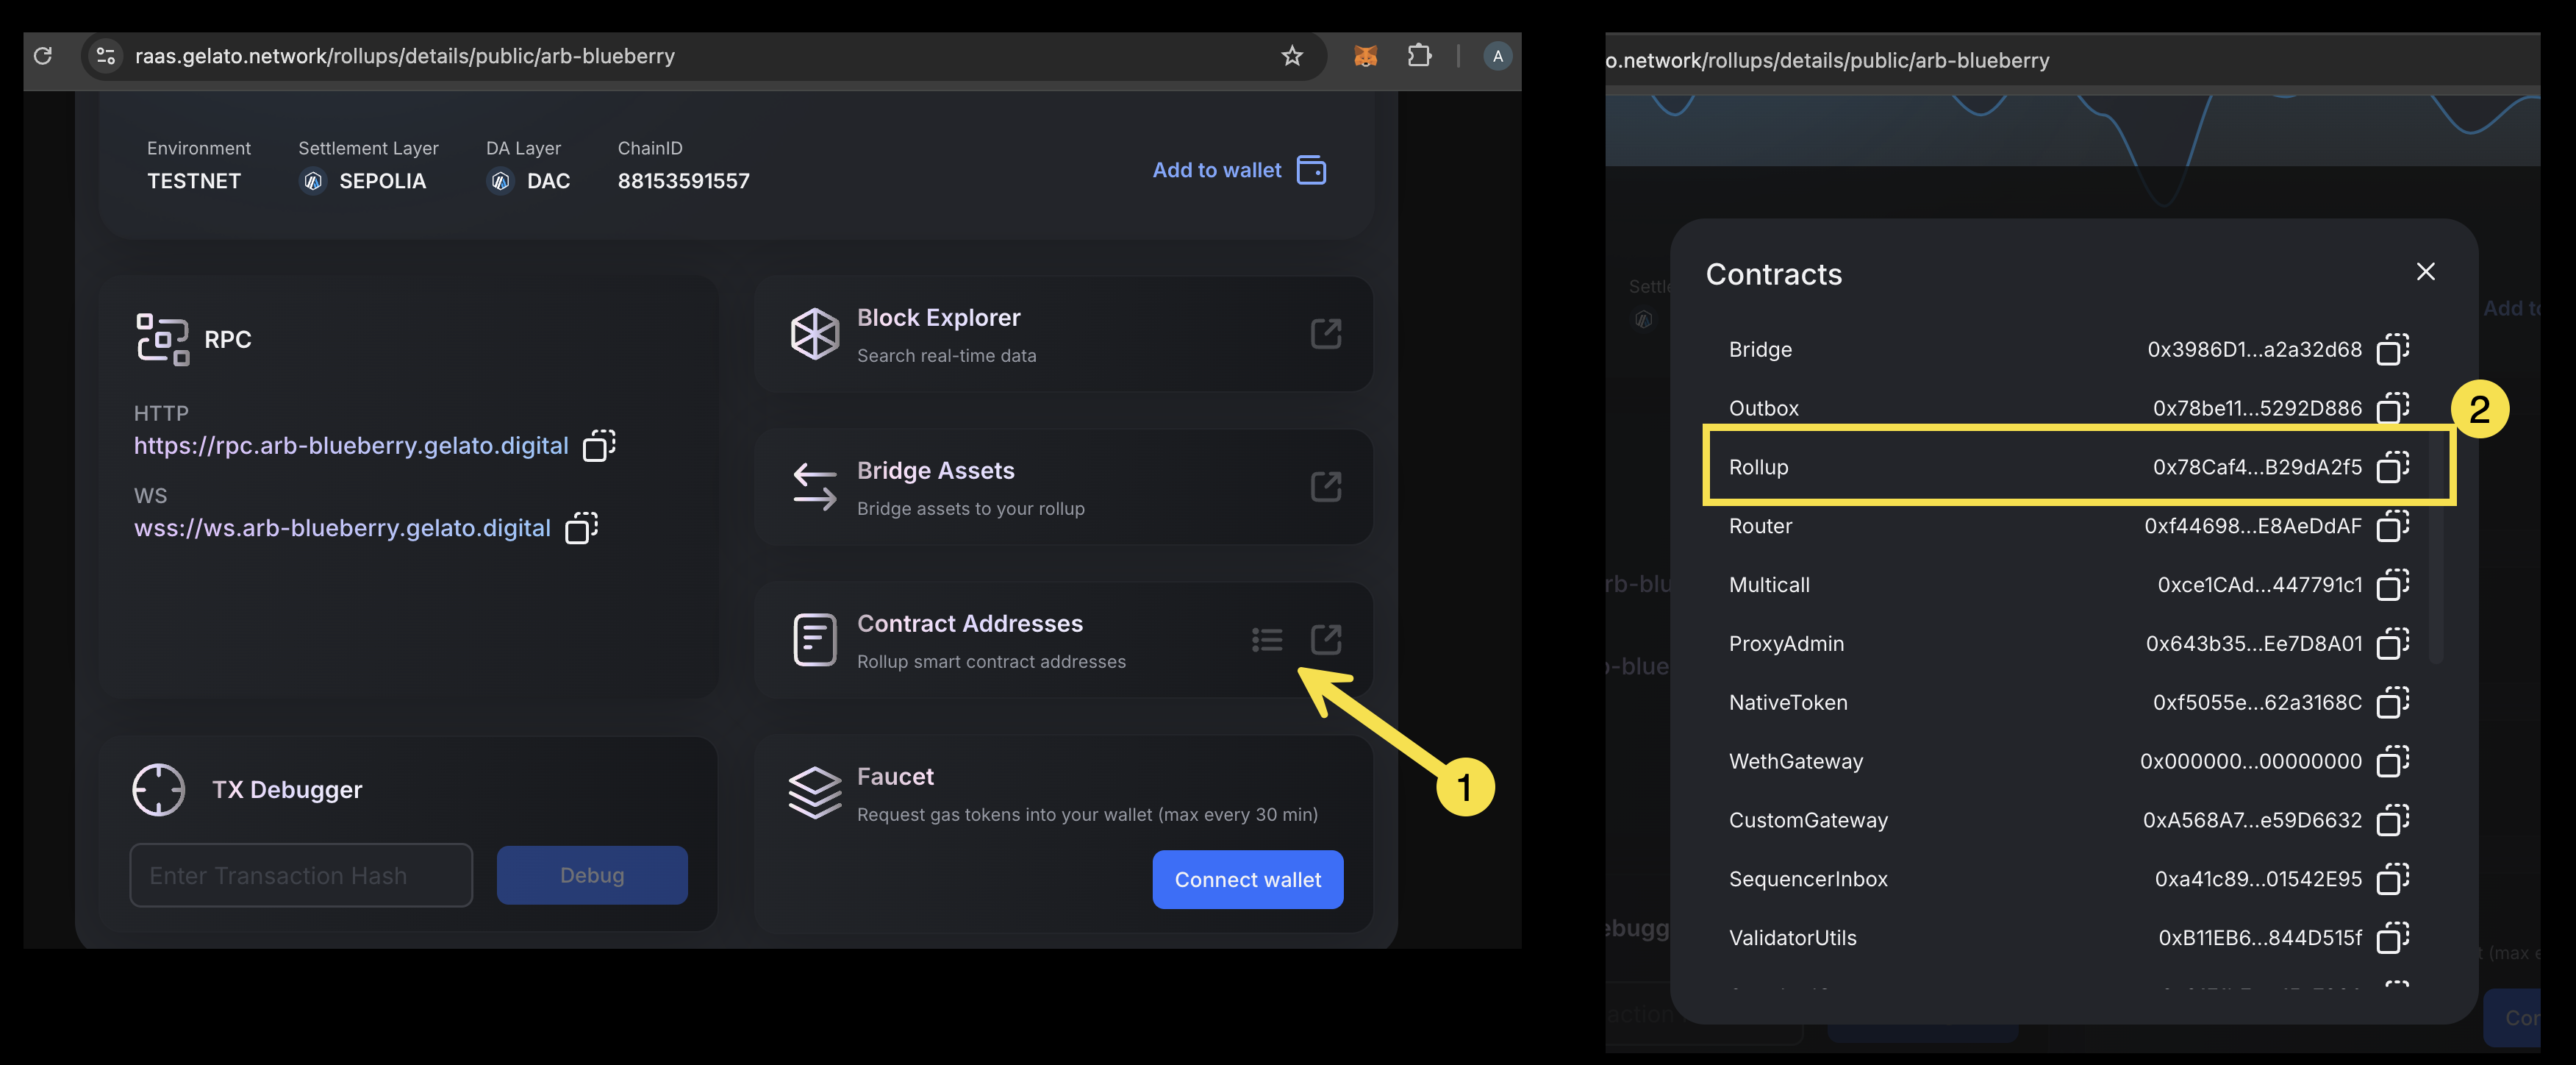 raas.gelato.network/rollups/details/public/arb-blueberry
A
Environment
TESTNET
Settlement Layer
SEPOLIA
DA Layer
DAC
ChainID
88153591557
Add to wallet
RPC
HTTP
https://rpc.arb-blueberry.gelato.digital
WS
wss://ws.arb-blueberry.gelato.digital
Block Explorer
Search real-time data
Bridge Assets
Bridge assets to your rollup
Contract Addresses
Rollup smart contract addresses
1
TX Debugger
Enter Transaction Hash
Debug
Faucet
Request gas tokens into your wallet (max every 30 min)
Connect wallet
o.network/rollups/details/public/arb-blueberry
Contracts
Bridge 0x3986D1...a2a32d68
Outbox 0x78be11...5292D886
2
Rollup 0x78Caf4...B29dA2f5
Router 0xf44698...E8AeDdAF
Multicall 0xce1CAd...447791c1
ProxyAdmin 0x643b35...Ee7D8A01
NativeToken 0xf5055e...62a3168C
WethGateway 0x000000...00000000
CustomGateway 0xA568A7...e59D6632
SequencerInbox 0xa41c89...01542E95
ValidatorUtils 0xB11EB6...844D515f